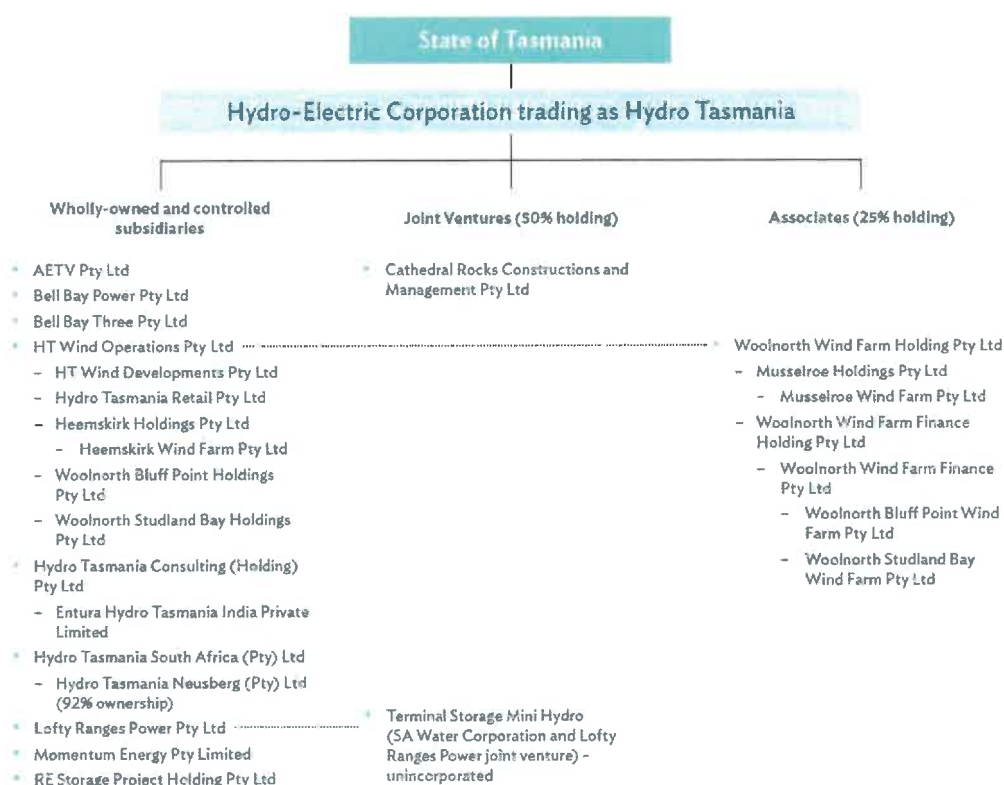 State of Tasmania
Hydro-Electric Corporation trading as Hydro Tasmania
Wholly-owned and controlled
subsidiaries
AETV Pty Ltd
Bell Bay Power Pty Ltd
Bell Bay Three Pty Ltd
HT Wind Operations Pty Ltd
– HT Wind Developments Pty Ltd
– Hydro Tasmania Retail Pty Ltd
– Heemskirk Holdings Pty Ltd
– Heemskirk Wind Farm Pty Ltd
– Woolnorth Bluff Point Holdings
Pty Ltd
– Woolnorth Studland Bay Holdings
Pty Ltd
Hydro Tasmania Consulting (Holding)
Pty Ltd
– Entura Hydro Tasmania India Private
Limited
Hydro Tasmania South Africa (Pty) Ltd
– Hydro Tasmania Neusberg (Pty) Ltd
(92% ownership)
Lofty Ranges Power Pty Ltd
Momentum Energy Pty Limited
RE Storage Project Holding Pty Ltd
Joint Ventures (50% holding)
Cathedral Rocks Constructions and
Management Pty Ltd
Terminal Storage Mini Hydro
(SA Water Corporation and Lofty
Ranges Power joint venture) –
unincorporated
Associates (25% holding)
Woolnorth Wind Farm Holding Pty Ltd
– Musselroe Holdings Pty Ltd
– Musselroe Wind Farm Pty Ltd
– Woolnorth Wind Farm Finance
Holding Pty Ltd
– Woolnorth Wind Farm Finance
Pty Ltd
– Woolnorth Bluff Point Wind
Farm Pty Ltd
– Woolnorth Studland Bay
Wind Farm Pty Ltd